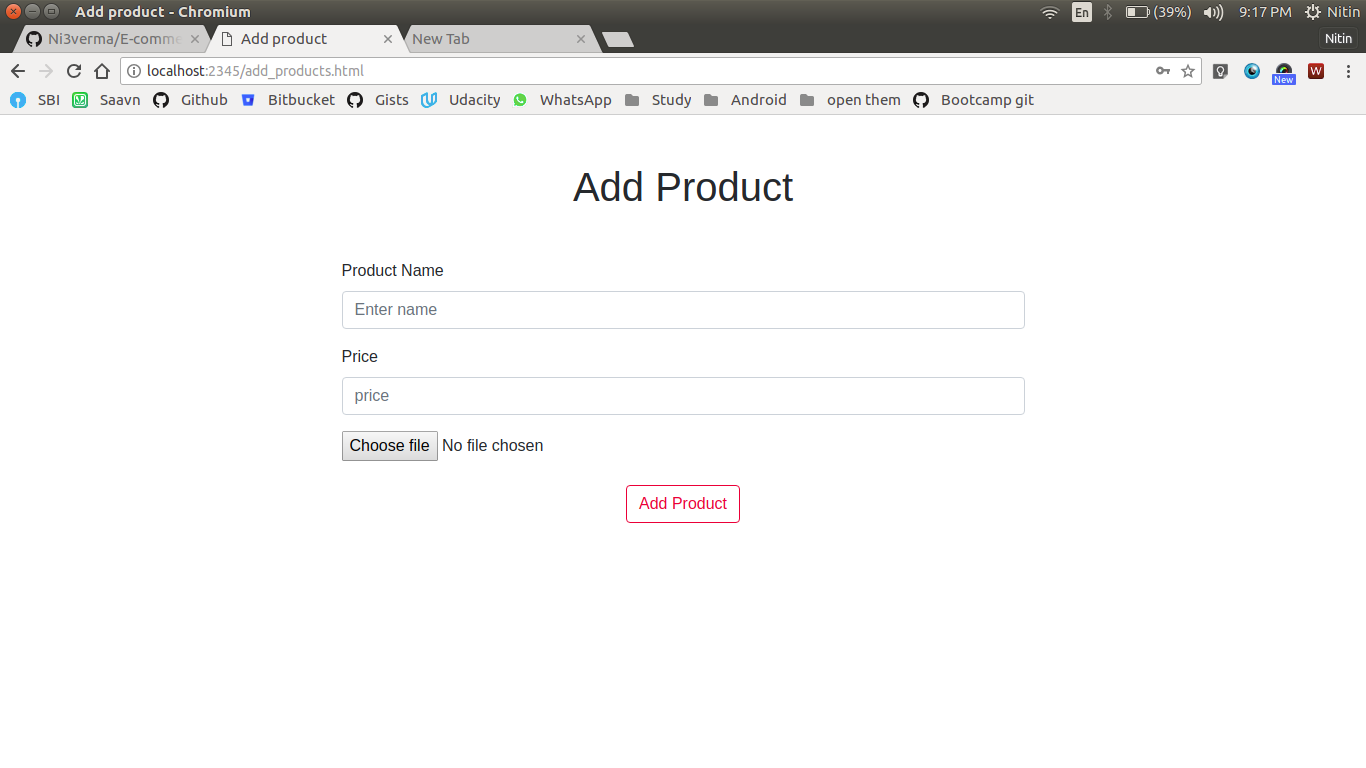 Add product - Chromium
En
(39%)
9:17 PM
Nitin
Ni3verma/E-comme
Add product
New Tab
Nitin
localhost:2345/add_products.html
W
New
SBI
Saavn
Github
Bitbucket
Gists
Udacity
WhatsApp
Study
Android
open them
Bootcamp git
Add Product
Product Name
Enter name
Price
price
Choose file No file chosen
Add Product